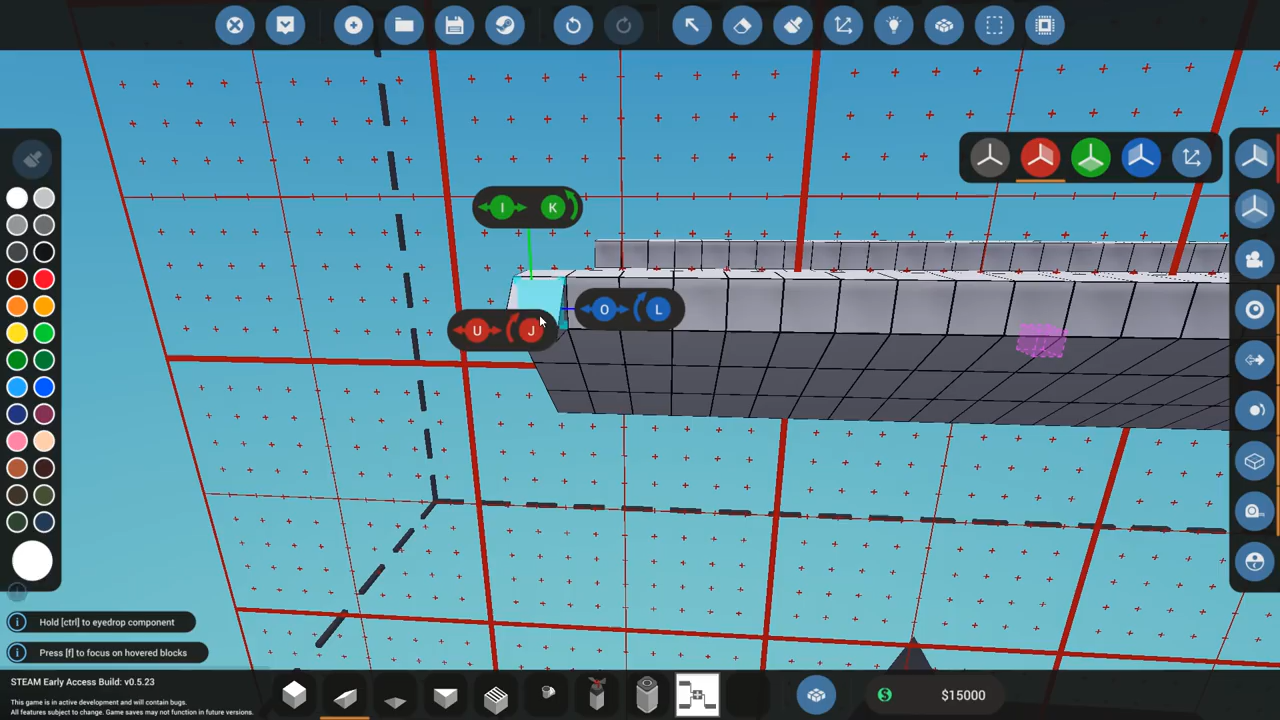 I K
O L
U J
Hold [ctrl] to eyedrop component
Press [f] to focus on hovered blocks
STEAM Early Access Build: v0.5.23
This game is in active development and will contain bugs.
All features subject to change. Game saves may not function in future versions.
$ $15000